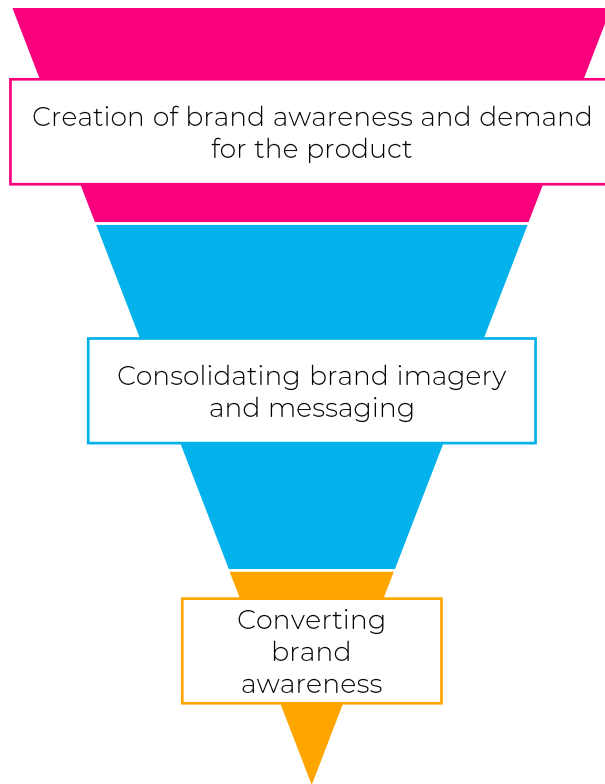 Creation of brand awareness and demand
for the product
Consolidating brand imagery
and messaging
Converting
brand
awareness